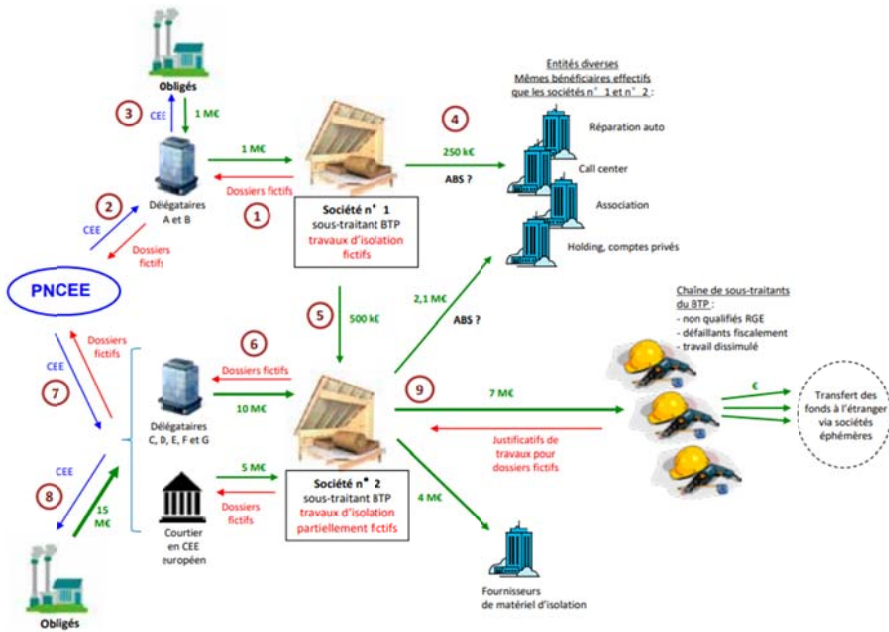 Obligés
3
CEE
1 M€
Délégataires
A et B
2
CEE
Dossiers
fictifs
PNCEE
1 M€
Dossiers fictifs
1
Société n° 1
sous-traitant BTP
travaux d'isolation
fictifs
4
250 k€
ABS ?
Entités diverses
Mêmes bénéficiaires effectifs
que les sociétés n° 1 et n° 2 :
Réparation auto
Call center
Association
Holding, comptes privés
5
500 k€
2,1 M€
ABS ?
Chaîne de sous-traitants
du BTP :
- non qualifiés RGE
- défaillants fiscalement
- travail dissimulé
Dossiers
fictifs
CEE
7
6
Dossiers fictifs
10 M€
Délégataires
C, D, E, F et G
5 M€
Dossiers
fictifs
Courtier
en CEE
européen
Société n° 2
sous-traitant BTP
travaux d'isolation
partiellement fictifs
9
7 M€
Justificatifs de
travaux pour
dossiers fictifs
4 M€
Fournisseurs
de matériel d'isolation
€
Transfert des
fonds à l'étranger
via sociétés
éphémères
CEE
8
15
M€
Obligés